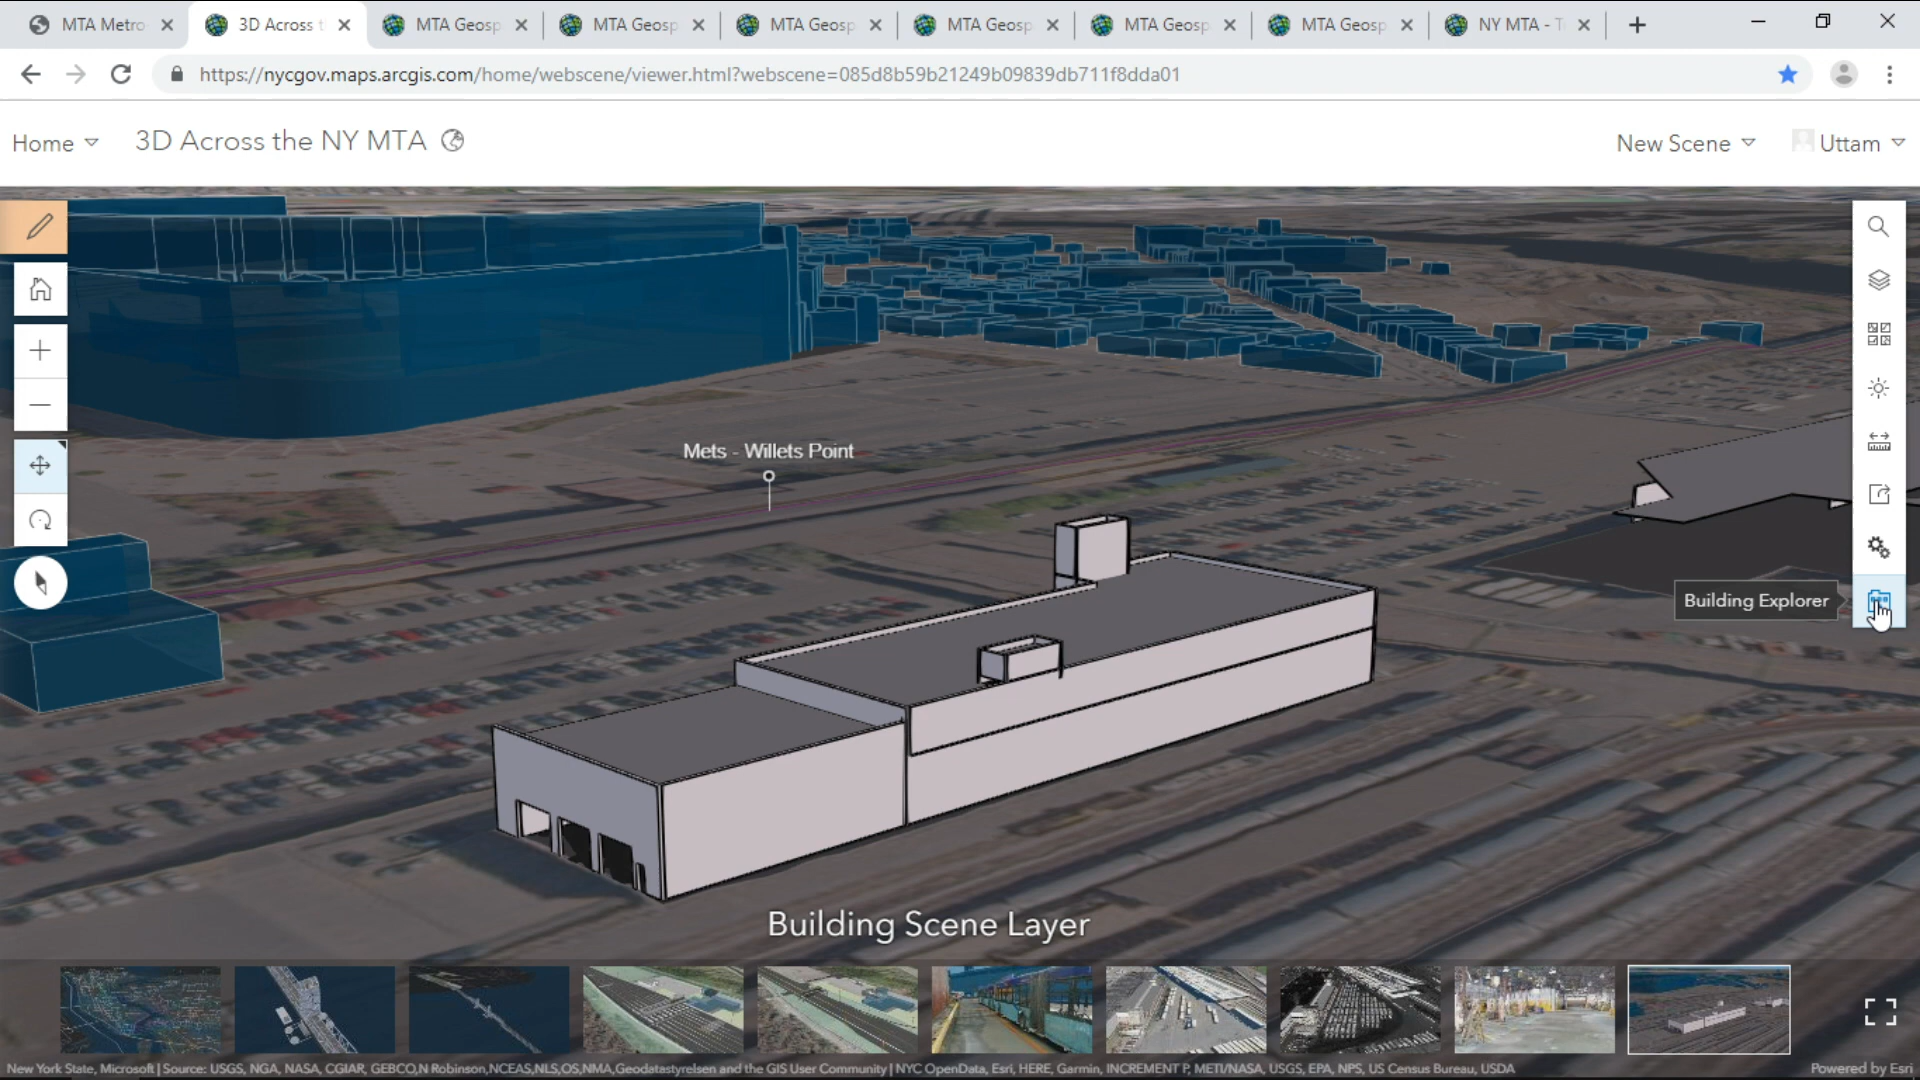 MTA Metro
3D Across
MTA Geosp
MTA Geosp
MTA Geosp
MTA Geosp
MTA Geosp
MTA Geosp
NY MTA -
https://nycgov.maps.arcgis.com/home/webscene/viewer.html?webscene=085d8b59b21249b09839db711f8dda01
Home
3D Across the NY MTA
New Scene
Uttam
Mets - Willets Point
Building Explorer
Building Scene Layer
New York State, Microsoft | Source: USGS, NGA, NASA, CGIAR, GEBCO,N Robinson,NCEAS,NLS,OS,NMA,Geodatastyrelsen and the GIS User Community | NYC OpenData, Esri, HERE, Garmin, INCREMENT P, METI/NASA, USGS, EPA, NPS, US Census Bureau, USDA
Powered by Esri